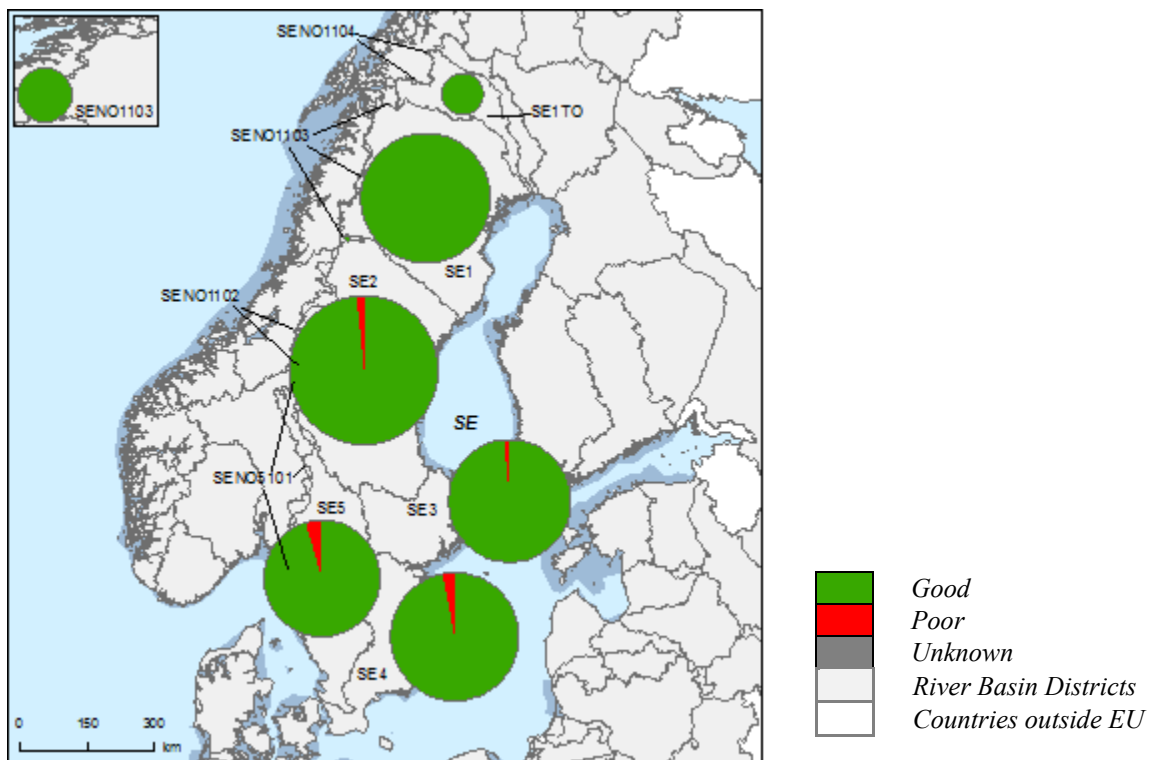 SENO1104
SENO1103
SE1TO
SENO1103
SE1
SE2
SENO1102
SE
SENO5101
SE3
SE5
SE4
0 150 300
km
Good
Poor
Unknown
River Basin Districts
Countries outside EU